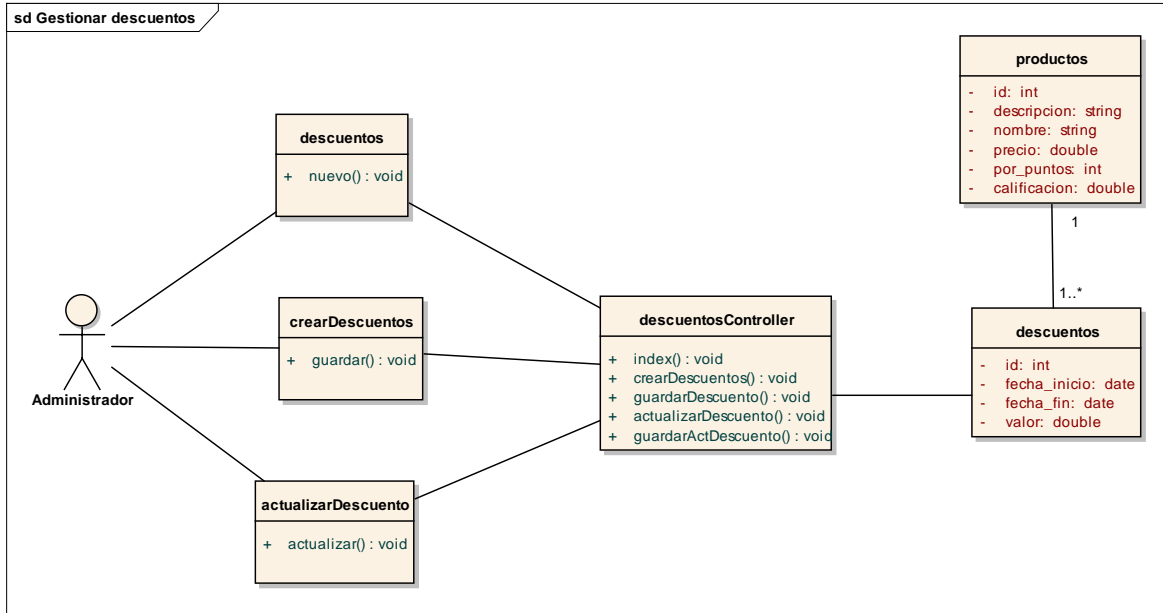 sd Gestionar descuentos
productos
- id: int
- descripcion: string
- nombre: string
- precio: double
- por_puntos: int
- calificacion: double
descuentos
+ nuevo() : void
1
1..*
crearDescuentos
+ guardar() : void
descuentosController
+ index() : void
+ crearDescuentos() : void
+ guardarDescuento() : void
+ actualizarDescuento() : void
+ guardarActDescuento() : void
descuentos
- id: int
- fecha_inicio: date
- fecha_fin: date
- valor: double
Administrador
actualizarDescuento
+ actualizar() : void